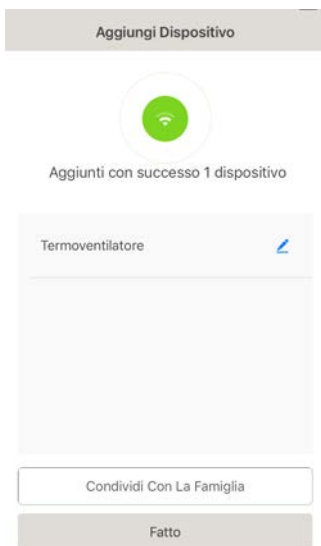 Aggiungi Dispositivo
Aggiunti con successo 1 dispositivo
Termoventilatore
Condividi Con La Famiglia
Fatto